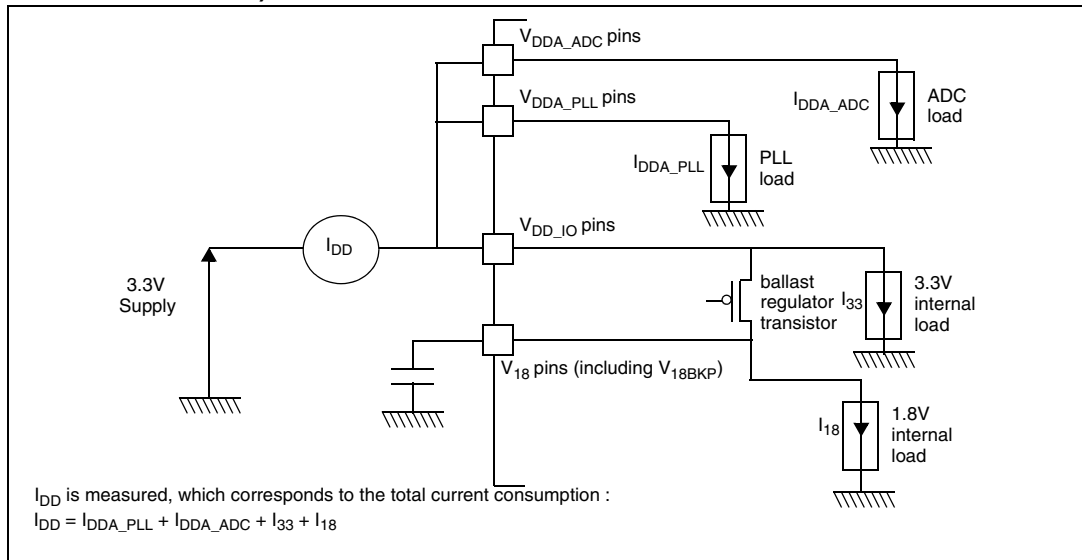 V_DDA_ADC pins
I_DDA_ADC
ADC
load
V_DDA_PLL pins
I_DDA_PLL
PLL
load
V_DD_IO pins
I_DD
3.3V
Supply
ballast
regulator
transistor
I_33
3.3V
internal
load
V_18 pins (including V_18BKP)
I_18
1.8V
internal
load
I_DD is measured, which corresponds to the total current consumption :
I_DD = I_DDA_PLL + I_DDA_ADC + I_33 + I_18